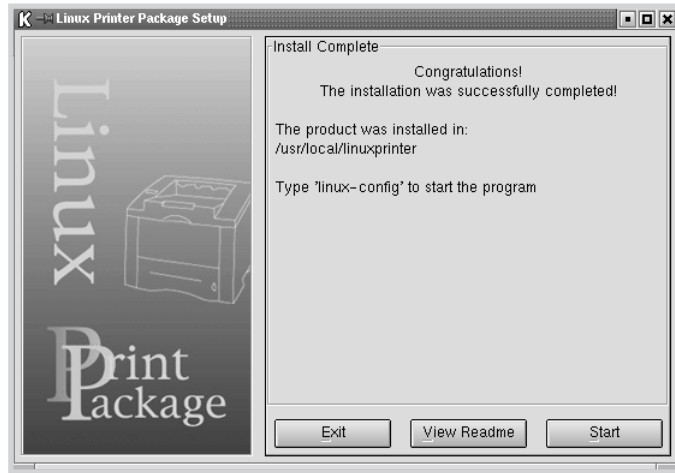 Linux Printer Package Setup
Linux
Print
Package
Install Complete
Congratulations!
The installation was successfully completed!
The product was installed in:
/usr/local/linuxprinter
Type 'linux-config' to start the program
Exit
View Readme
Start